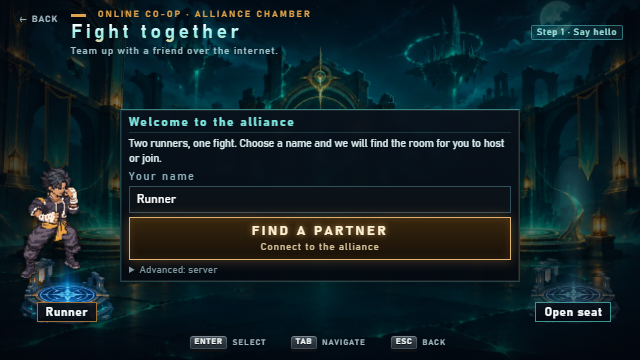 ← BACK
ONLINE CO-OP · ALLIANCE CHAMBER
Fight together
Team up with a friend over the internet.
Step 1 · Say hello
Welcome to the alliance
Two runners, one fight. Choose a name and we will find the room for you to host
or join.
Your name
Runner
FIND A PARTNER
Connect to the alliance
▶ Advanced: server
Runner
Open seat
ENTER SELECT TAB NAVIGATE ESC BACK